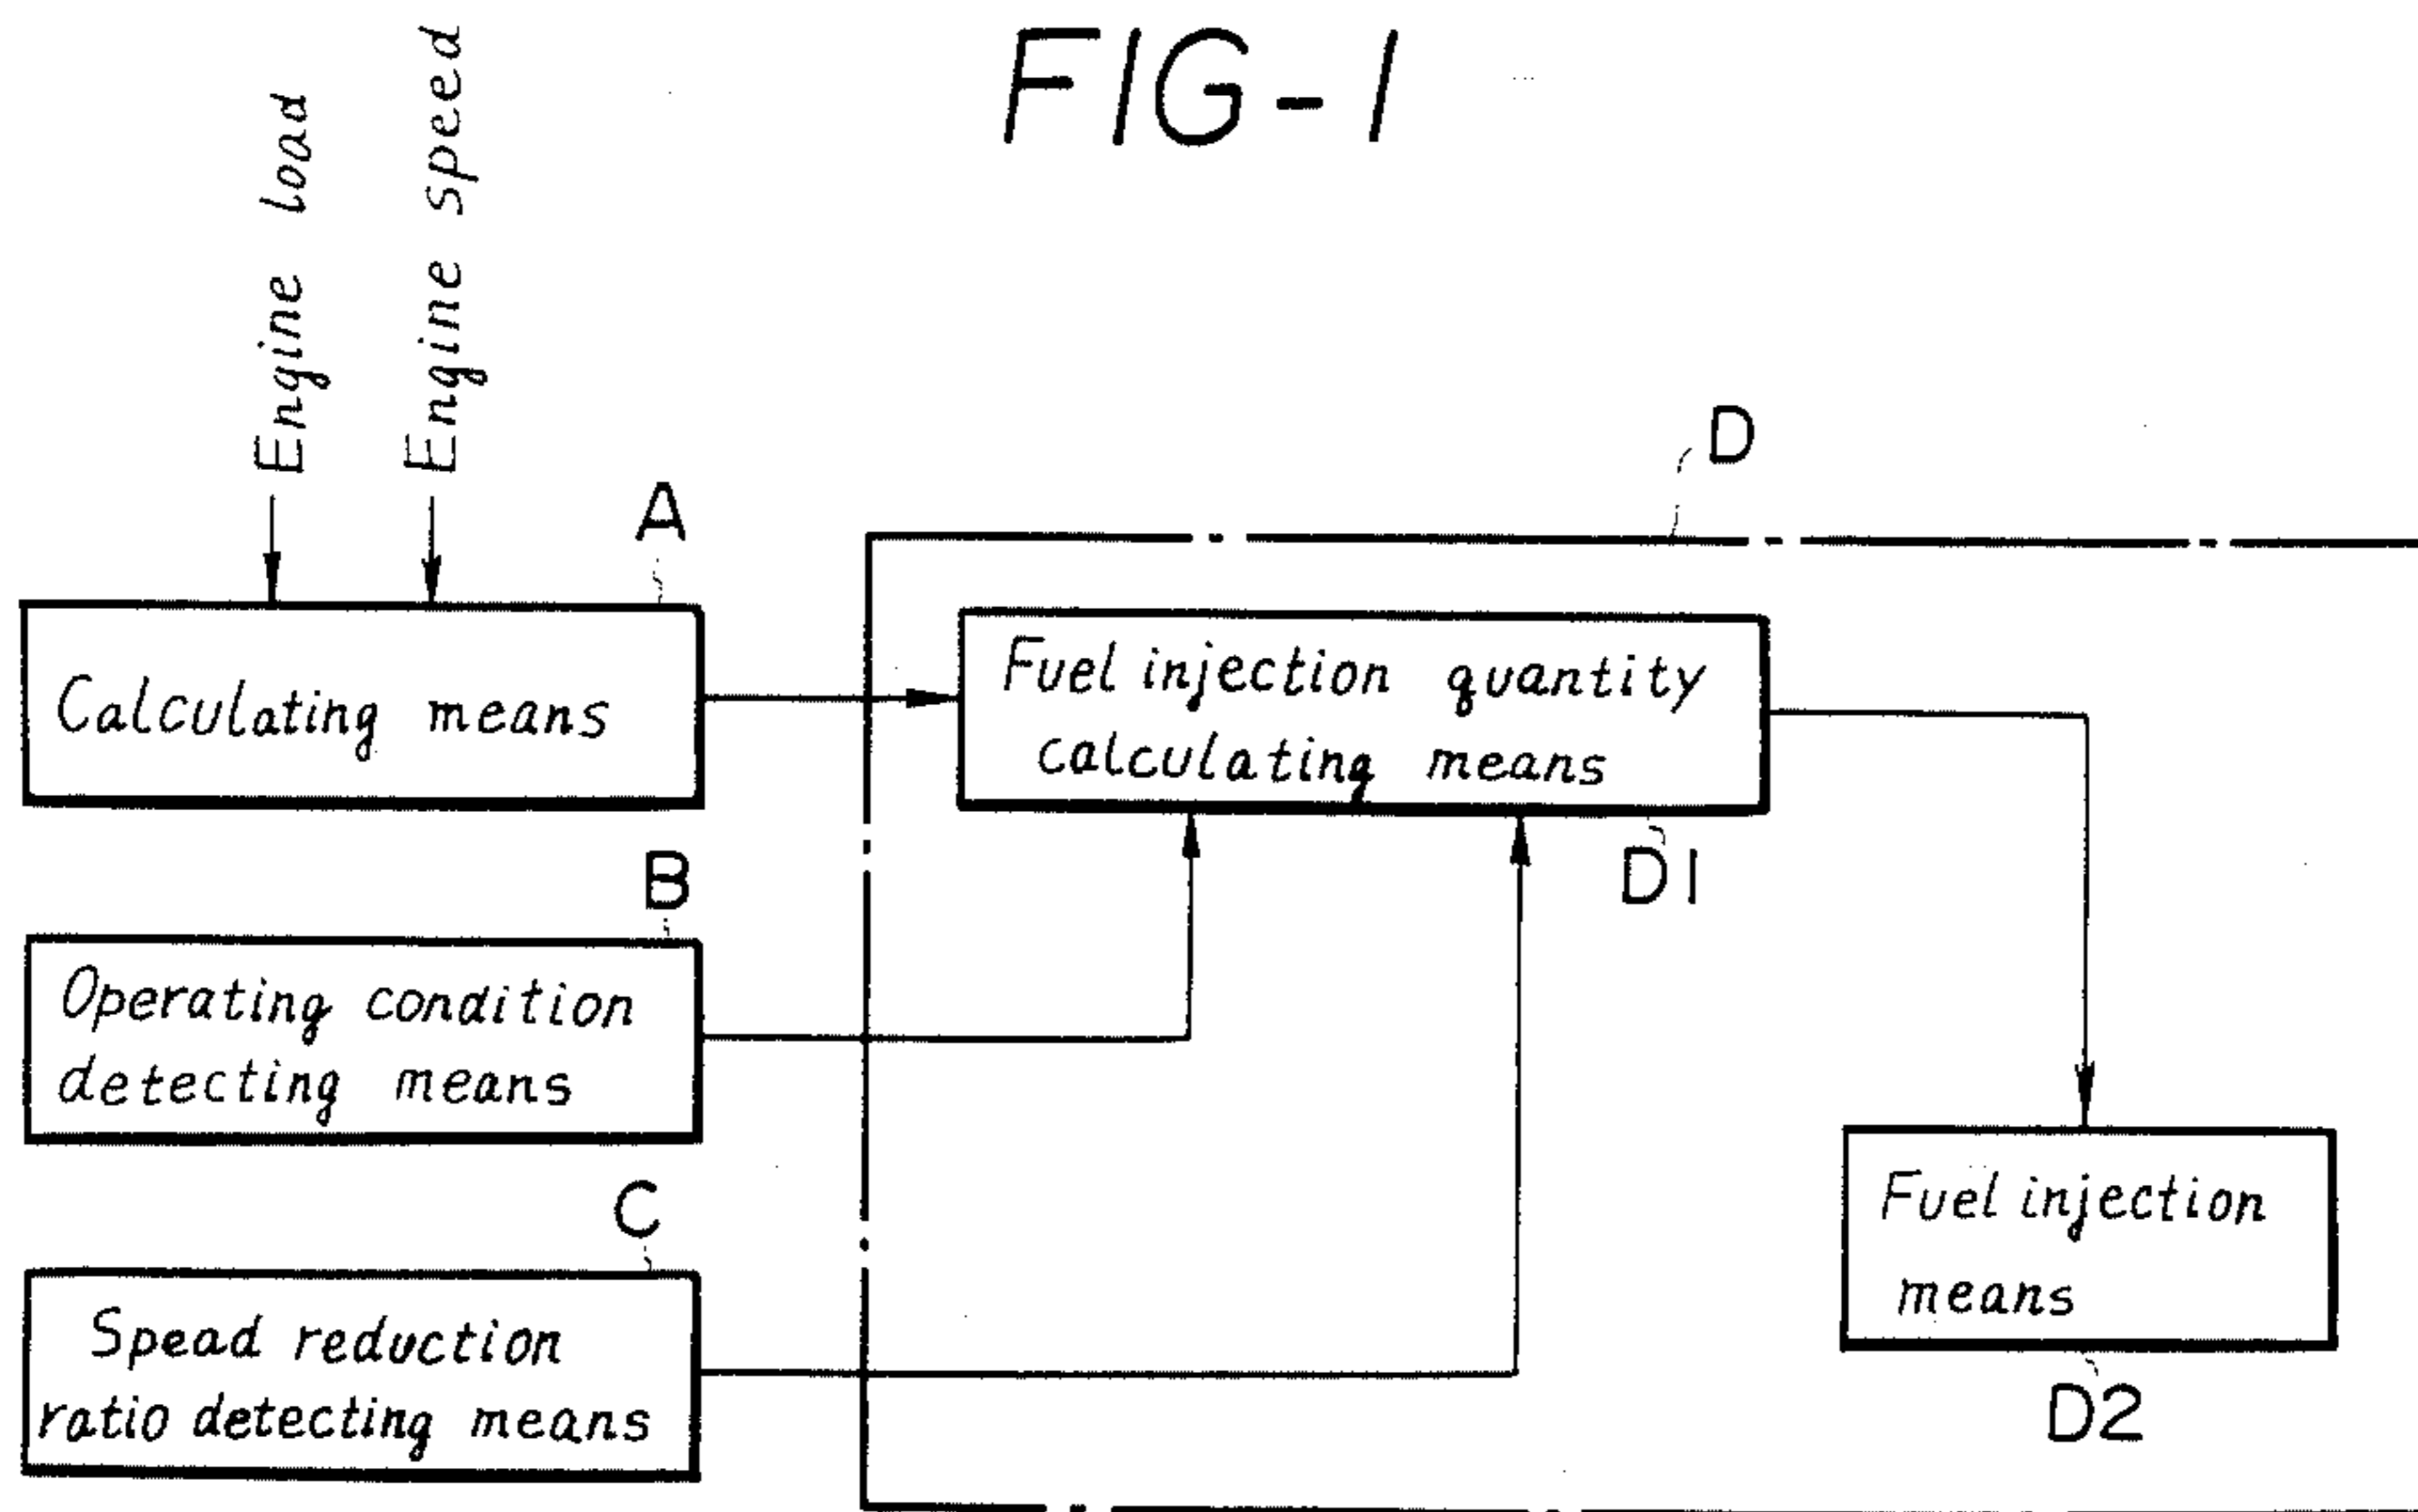 FIG-1
Engine load
Engine speed
A
D
Calculating means
Fuel injection quantity
calculating means
B
D1
Operating condition
detecting means
C
Fuel injection
means
Spead reduction
ratio detecting means
D2